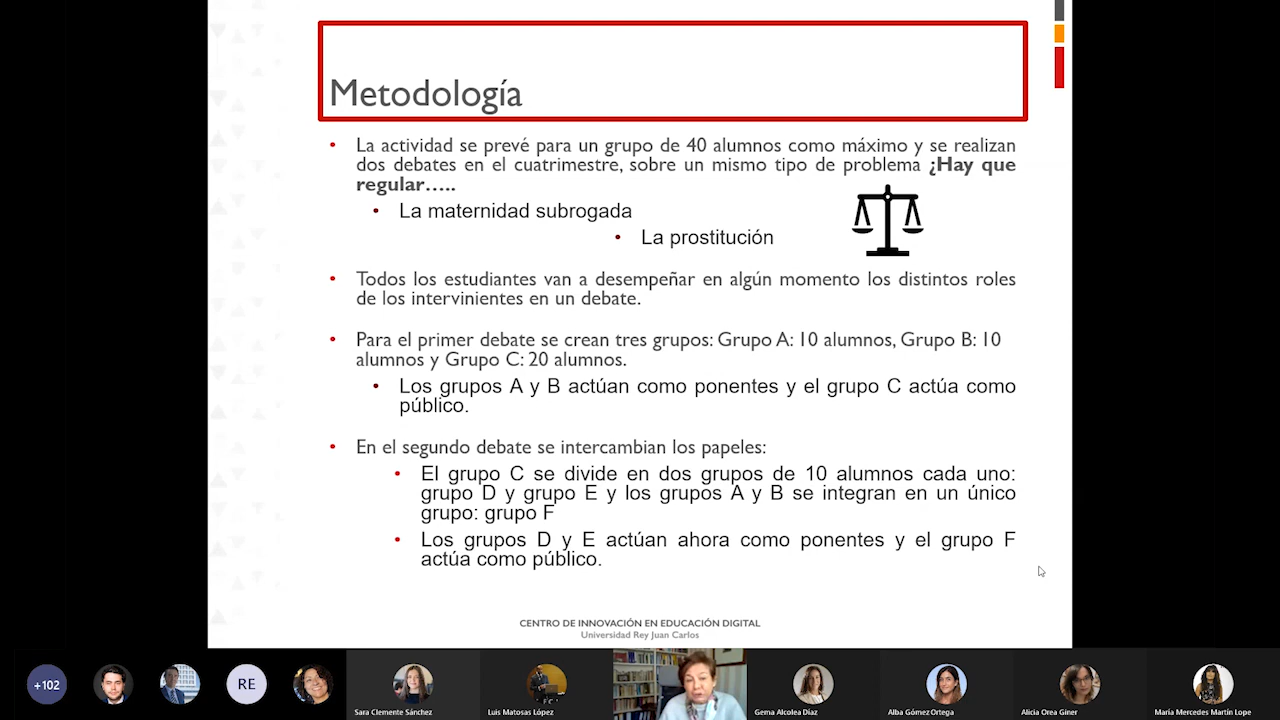 Metodología
La actividad se prevé para un grupo de 40 alumnos como máximo y se realizan
dos debates en el cuatrimestre, sobre un mismo tipo de problema ¿Hay que
regular…..
La maternidad subrogada
La prostitución
Todos los estudiantes van a desempeñar en algún momento los distintos roles
de los intervinientes en un debate.
Para el primer debate se crean tres grupos: Grupo A: 10 alumnos, Grupo B: 10
alumnos y Grupo C: 20 alumnos.
Los grupos A y B actúan como ponentes y el grupo C actúa como
público.
En el segundo debate se intercambian los papeles:
El grupo C se divide en dos grupos de 10 alumnos cada uno:
grupo D y grupo E y los grupos A y B se integran en un único
grupo: grupo F
Los grupos D y E actúan ahora como ponentes y el grupo F
actúa como público.
CENTRO DE INNOVACIÓN EN EDUCACIÓN DIGITAL
Universidad Rey Juan Carlos
+102
RE
Sara Clemente Sánchez
Luis Matosas López
Gema Alcolea Díaz
Alba Gómez Ortega
Alicia Orea Giner
María Mercedes Martín Lope